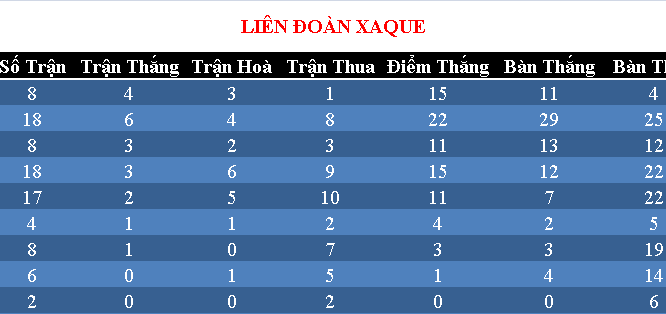 LIÊN ĐOÀN XAQUE
Số Trận Trận Thắng Trận Hoà Trận Thua Điểm Thắng Bàn Thắng Bàn
8 4 3 1 15 11 4
18 6 4 8 22 29 25
8 3 2 3 11 13 12
18 3 6 9 15 12 22
17 2 5 10 11 7 22
4 1 1 2 4 2 5
8 1 0 7 3 3 19
6 0 1 5 1 4 14
2 0 0 2 0 0 6